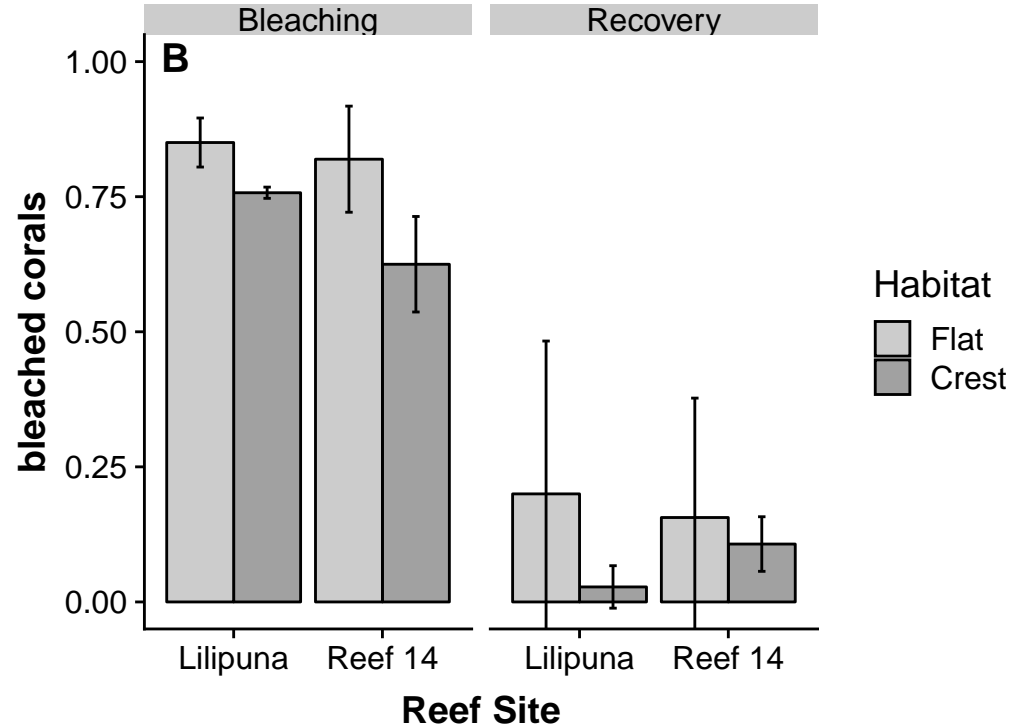 Bleaching Recovery
B
1.00
0.75
0.50
0.25
0.00
bleached corals
Lilipuna Reef 14 Lilipuna Reef 14
Reef Site
Habitat
Flat
Crest